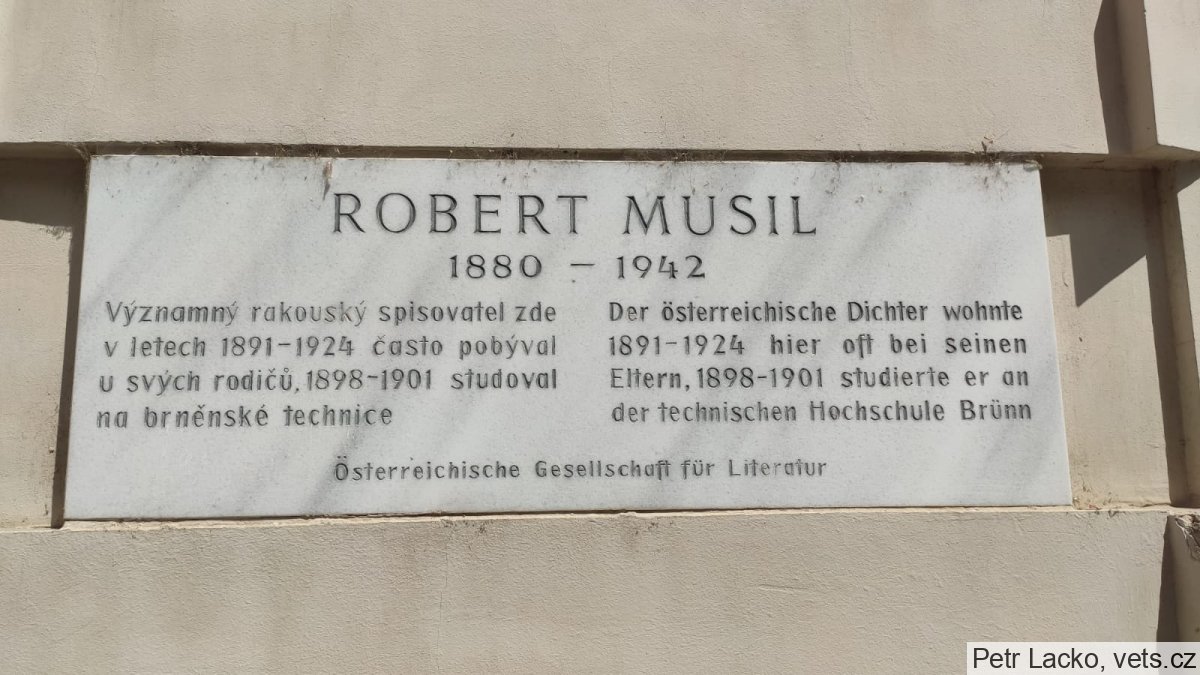 ROBERT MUSIL
1880 – 1942
Významný rakouský spisovatel zde
v letech 1891–1924 často pobýval
u svých rodičů, 1898–1901 studoval
na brněnské technice
Der österreichische Dichter wohnte
1891–1924 hier oft bei seinen
Eltern, 1898–1901 studierte er an
der technischen Hochschule Brünn
Österreichische Gesellschaft für Literatur
Petr Lacko, vets.cz